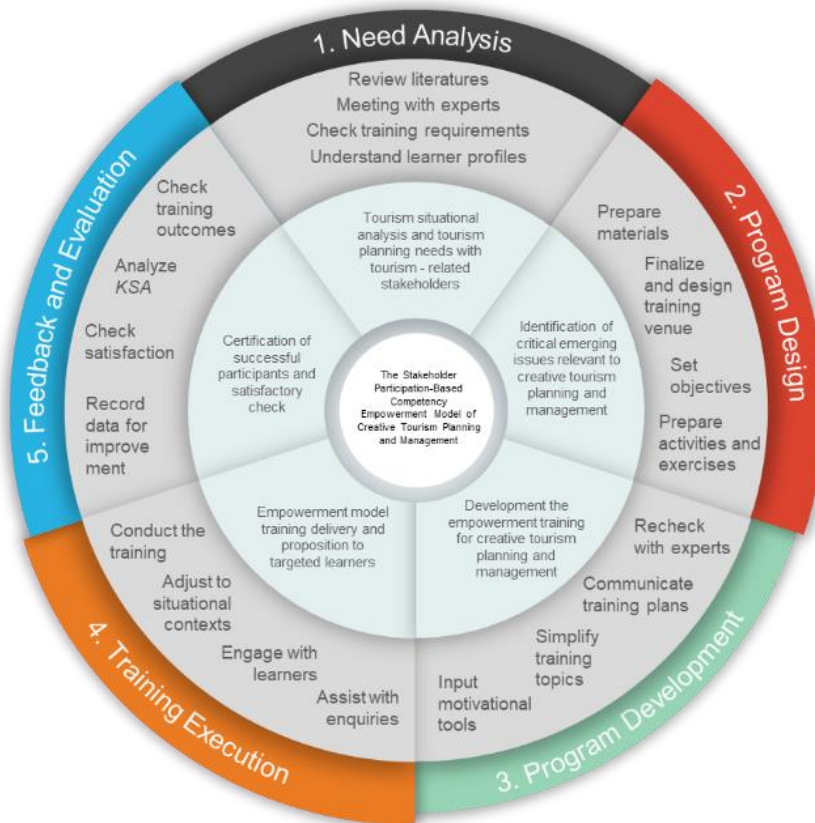 1. Need Analysis
Review literatures
Meeting with experts
Check training requirements
Understand learner profiles
Tourism situational
analysis and tourism
planning needs with
tourism - related
stakeholders
2. Program Design
Prepare
materials
Finalize
and design
training
venue
Set
objectives
Prepare
activities and
exercises
Identification of
critical emerging
issues relevant to
creative tourism
planning and
management
3. Program Development
Recheck
with experts
Communicate
training plans
Simplify
training
topics
Input
motivational
tools
Development the
empowerment training
for creative tourism
planning and
management
4. Training Execution
Conduct the
training
Adjust to
situational
contexts
Engage with
learners
Assist with
enquiries
Empowerment model
training delivery and
proposition to
targeted learners
5. Feedback and Evaluation
Check
training
outcomes
Analyze
KSA
Check
satisfaction
Record
data for
improve
ment
Certification of
successful
participants and
satisfactory
check
The Stakeholder
Participation-Based
Competency
Empowerment Model of
Creative Tourism Planning
and Management